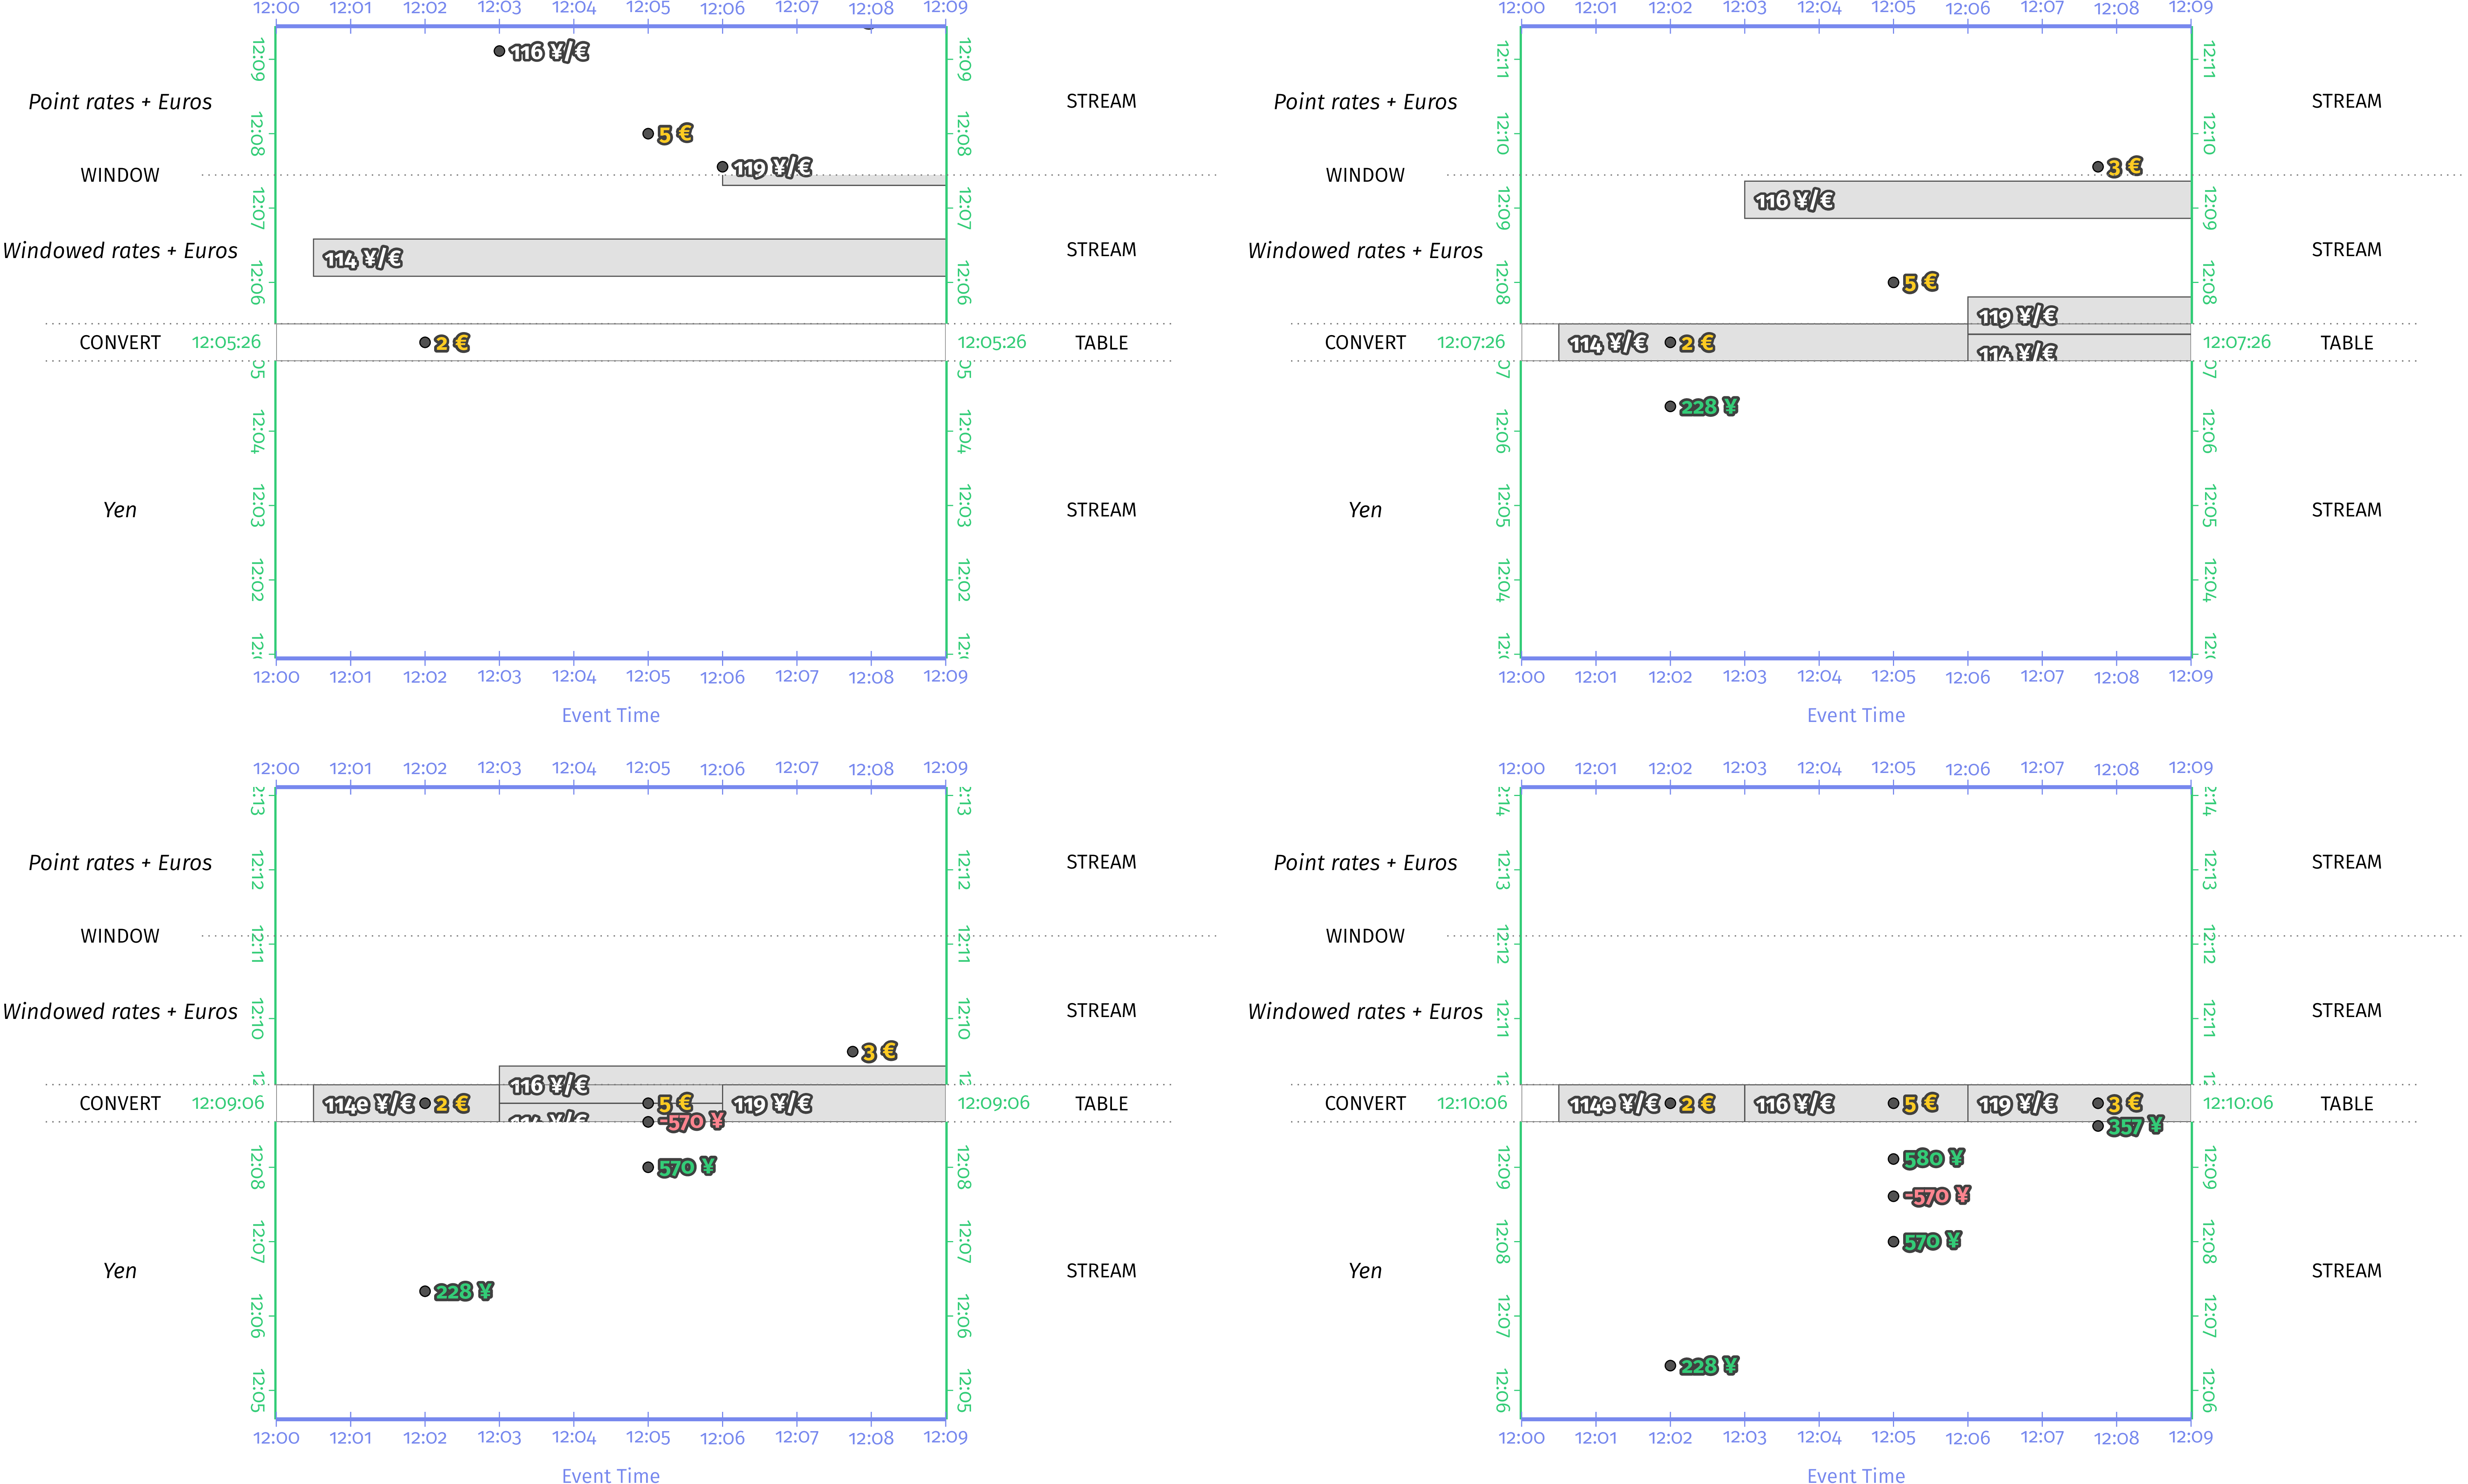 12:00 12:01 12:02 12:03 12:04 12:05 12:06 12:07 12:08 12:09
12:09 116 ¥/€ 12:09
Point rates + Euros STREAM
12:08 5 € 12:08
119 ¥/€
WINDOW
12:07 12:07
Windowed rates + Euros STREAM
114 ¥/€
12:06 12:06
CONVERT 12:05:26 2 € 12:05:26 TABLE
05 05
12:04 12:04
Yen 12:03 12:03 STREAM
12:02 12:02
12:0 12:0
12:00 12:01 12:02 12:03 12:04 12:05 12:06 12:07 12:08 12:09
Event Time
12:00 12:01 12:02 12:03 12:04 12:05 12:06 12:07 12:08 12:09
12:11 12:11
Point rates + Euros STREAM
12:10 12:10
3 €
WINDOW
116 ¥/€
12:09 12:09
Windowed rates + Euros STREAM
12:08 5 € 12:08
119 ¥/€
CONVERT 12:07:26 114 ¥/€ 2 € 12:07:26 TABLE
114 ¥/€
07 07
228 ¥
12:06 12:06
Yen 12:05 12:05 STREAM
12:04 12:04
12:0 12:0
12:00 12:01 12:02 12:03 12:04 12:05 12:06 12:07 12:08 12:09
Event Time
12:00 12:01 12:02 12:03 12:04 12:05 12:06 12:07 12:08 12:09
2:13 2:13
Point rates + Euros 12:12 12:12 STREAM
WINDOW
12:11 12:11
Windowed rates + Euros 12:10 12:10 STREAM
3 €
116 ¥/€
CONVERT 12:09:06 114e ¥/€ 2 € 5 € 119 ¥/€ 12:09:06 TABLE
114 ¥/€ -570 ¥
12:08 570 ¥ 12:08
12:07 12:07
Yen STREAM
228 ¥
12:06 12:06
12:05 12:05
12:00 12:01 12:02 12:03 12:04 12:05 12:06 12:07 12:08 12:09
Event Time
12:00 12:01 12:02 12:03 12:04 12:05 12:06 12:07 12:08 12:09
2:14 2:14
Point rates + Euros 12:13 12:13 STREAM
WINDOW
12:12 12:12
Windowed rates + Euros 12:11 12:11 STREAM
CONVERT 12:10:06 114e ¥/€ 2 € 116 ¥/€ 5 € 119 ¥/€ 3 € 12:10:06 TABLE
357 ¥
12:09 580 ¥ 12:09
-570 ¥
12:08 570 ¥ 12:08
Yen STREAM
12:07 12:07
228 ¥
12:06 12:06
12:00 12:01 12:02 12:03 12:04 12:05 12:06 12:07 12:08 12:09
Event Time